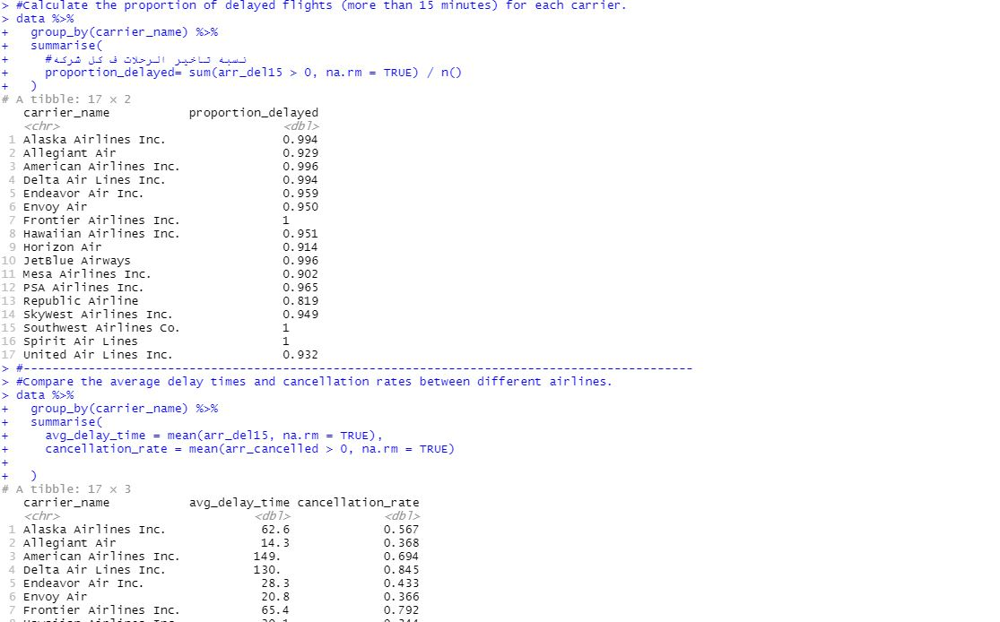 > #Calculate the proportion of delayed flights (more than 15 minutes) for each carrier.
> data %>%
+   group_by(carrier_name) %>%
+   summarise(
+     #نسبه تاخير الرحلات ف كل شركه
+     proportion_delayed= sum(arr_del15 > 0, na.rm = TRUE) / n()
+   )
# A tibble: 17 × 2
   carrier_name           proportion_delayed
   <chr>                               <dbl>
 1 Alaska Airlines Inc.                0.994
 2 Allegiant Air                       0.929
 3 American Airlines Inc.              0.996
 4 Delta Air Lines Inc.                0.994
 5 Endeavor Air Inc.                   0.959
 6 Envoy Air                           0.950
 7 Frontier Airlines Inc.              1
 8 Hawaiian Airlines Inc.              0.951
 9 Horizon Air                         0.914
10 JetBlue Airways                     0.996
11 Mesa Airlines Inc.                  0.902
12 PSA Airlines Inc.                   0.965
13 Republic Airline                    0.819
14 SkyWest Airlines Inc.               0.949
15 Southwest Airlines Co.              1
16 Spirit Air Lines                    1
17 United Air Lines Inc.               0.932
> #---------------------------------------------------------------------------------------------
> #Compare the average delay times and cancellation rates between different airlines.
> data %>%
+   group_by(carrier_name) %>%
+   summarise(
+     avg_delay_time = mean(arr_del15, na.rm = TRUE),
+     cancellation_rate = mean(arr_cancelled > 0, na.rm = TRUE)
+
+   )
# A tibble: 17 × 3
   carrier_name           avg_delay_time cancellation_rate
   <chr>                           <dbl>             <dbl>
 1 Alaska Airlines Inc.             62.6             0.567
 2 Allegiant Air                    14.3             0.368
 3 American Airlines Inc.          149.              0.694
 4 Delta Air Lines Inc.            130.              0.845
 5 Endeavor Air Inc.                28.3             0.433
 6 Envoy Air                        20.8             0.366
 7 Frontier Airlines Inc.           65.4             0.792